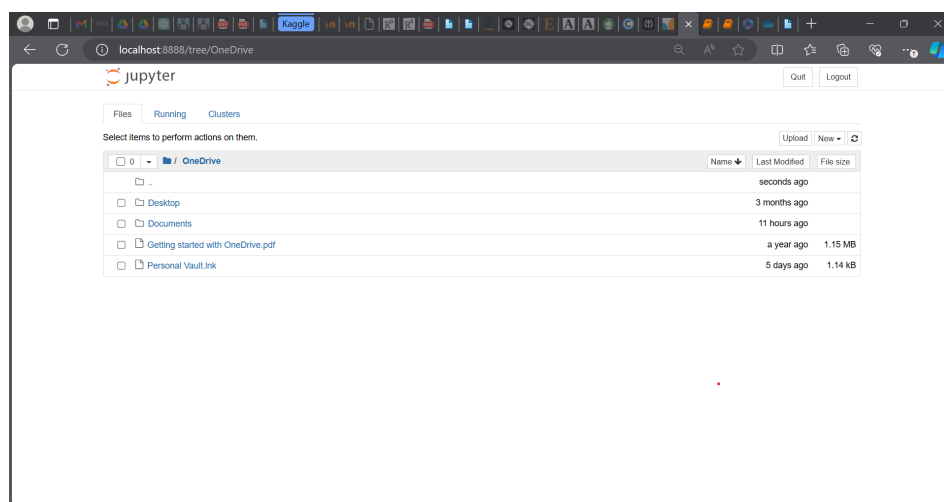 Kaggle
localhost:8888/tree/OneDrive
jupyter
Quit Logout
Files Running Clusters
Select items to perform actions on them.
Upload New
0 / OneDrive Name Last Modified File size
.. seconds ago
Desktop 3 months ago
Documents 11 hours ago
Getting started with OneDrive.pdf a year ago 1.15 MB
Personal Vault.lnk 5 days ago 1.14 kB